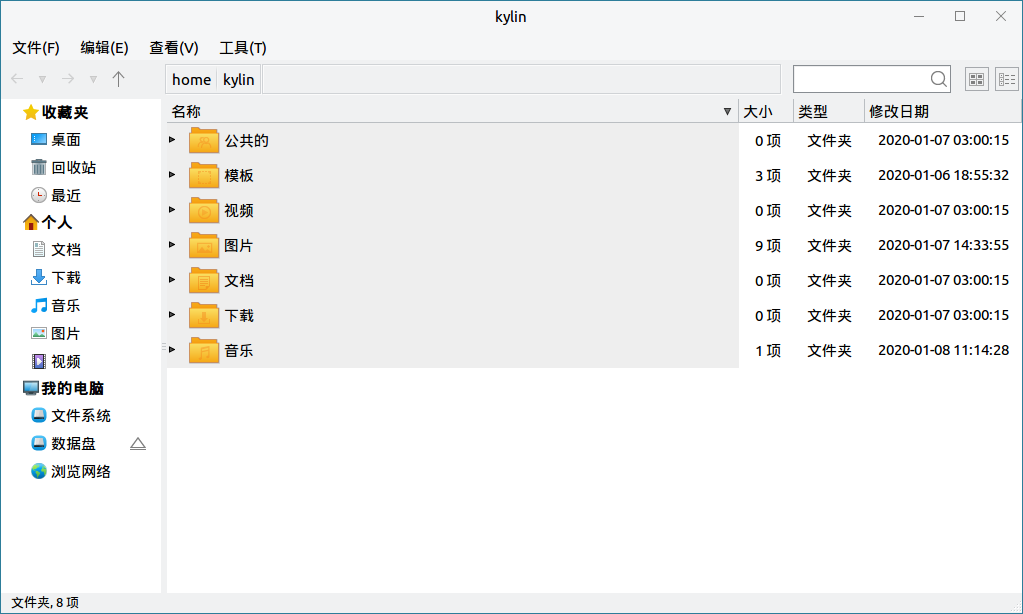 kylin
文件(F) 编辑(E) 查看(V) 工具(T)
home kylin
收藏夹
桌面
回收站
最近
个人
文档
下载
音乐
图片
视频
我的电脑
文件系统
数据盘
浏览网络
名称 大小 类型 修改日期
公共的 0 项 文件夹 2020-01-07 03:00:15
模板 3 项 文件夹 2020-01-06 18:55:32
视频 0 项 文件夹 2020-01-07 03:00:15
图片 9 项 文件夹 2020-01-07 14:33:55
文档 0 项 文件夹 2020-01-07 03:00:15
下载 0 项 文件夹 2020-01-07 03:00:15
音乐 1 项 文件夹 2020-01-08 11:14:28
文件夹, 8 项